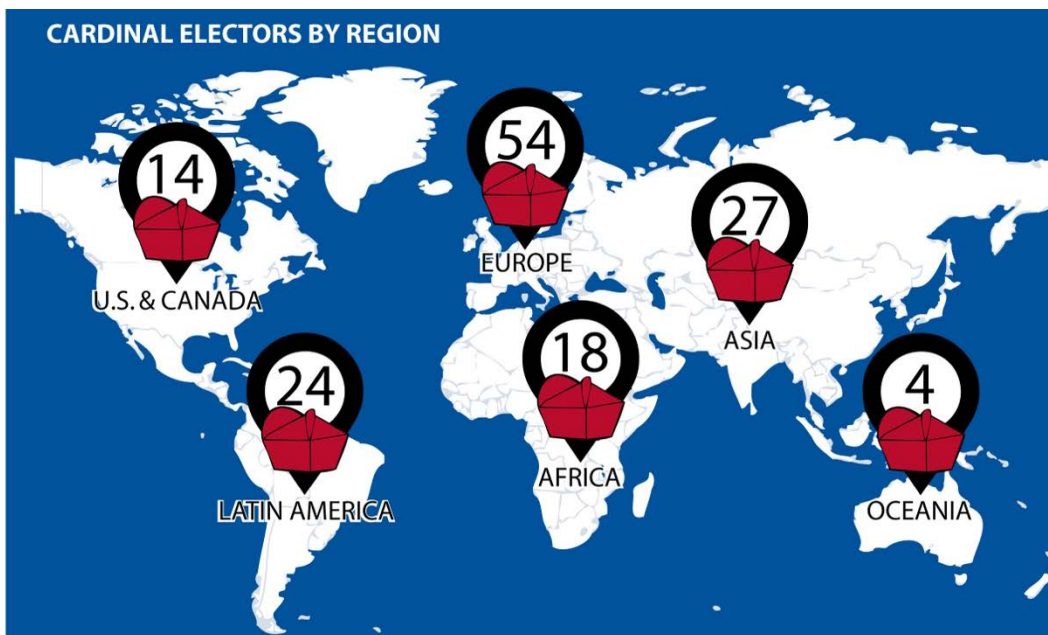 CARDINAL ELECTORS BY REGION
14
U.S. & CANADA
54
EUROPE
27
ASIA
24
LATIN AMERICA
18
AFRICA
4
OCEANIA